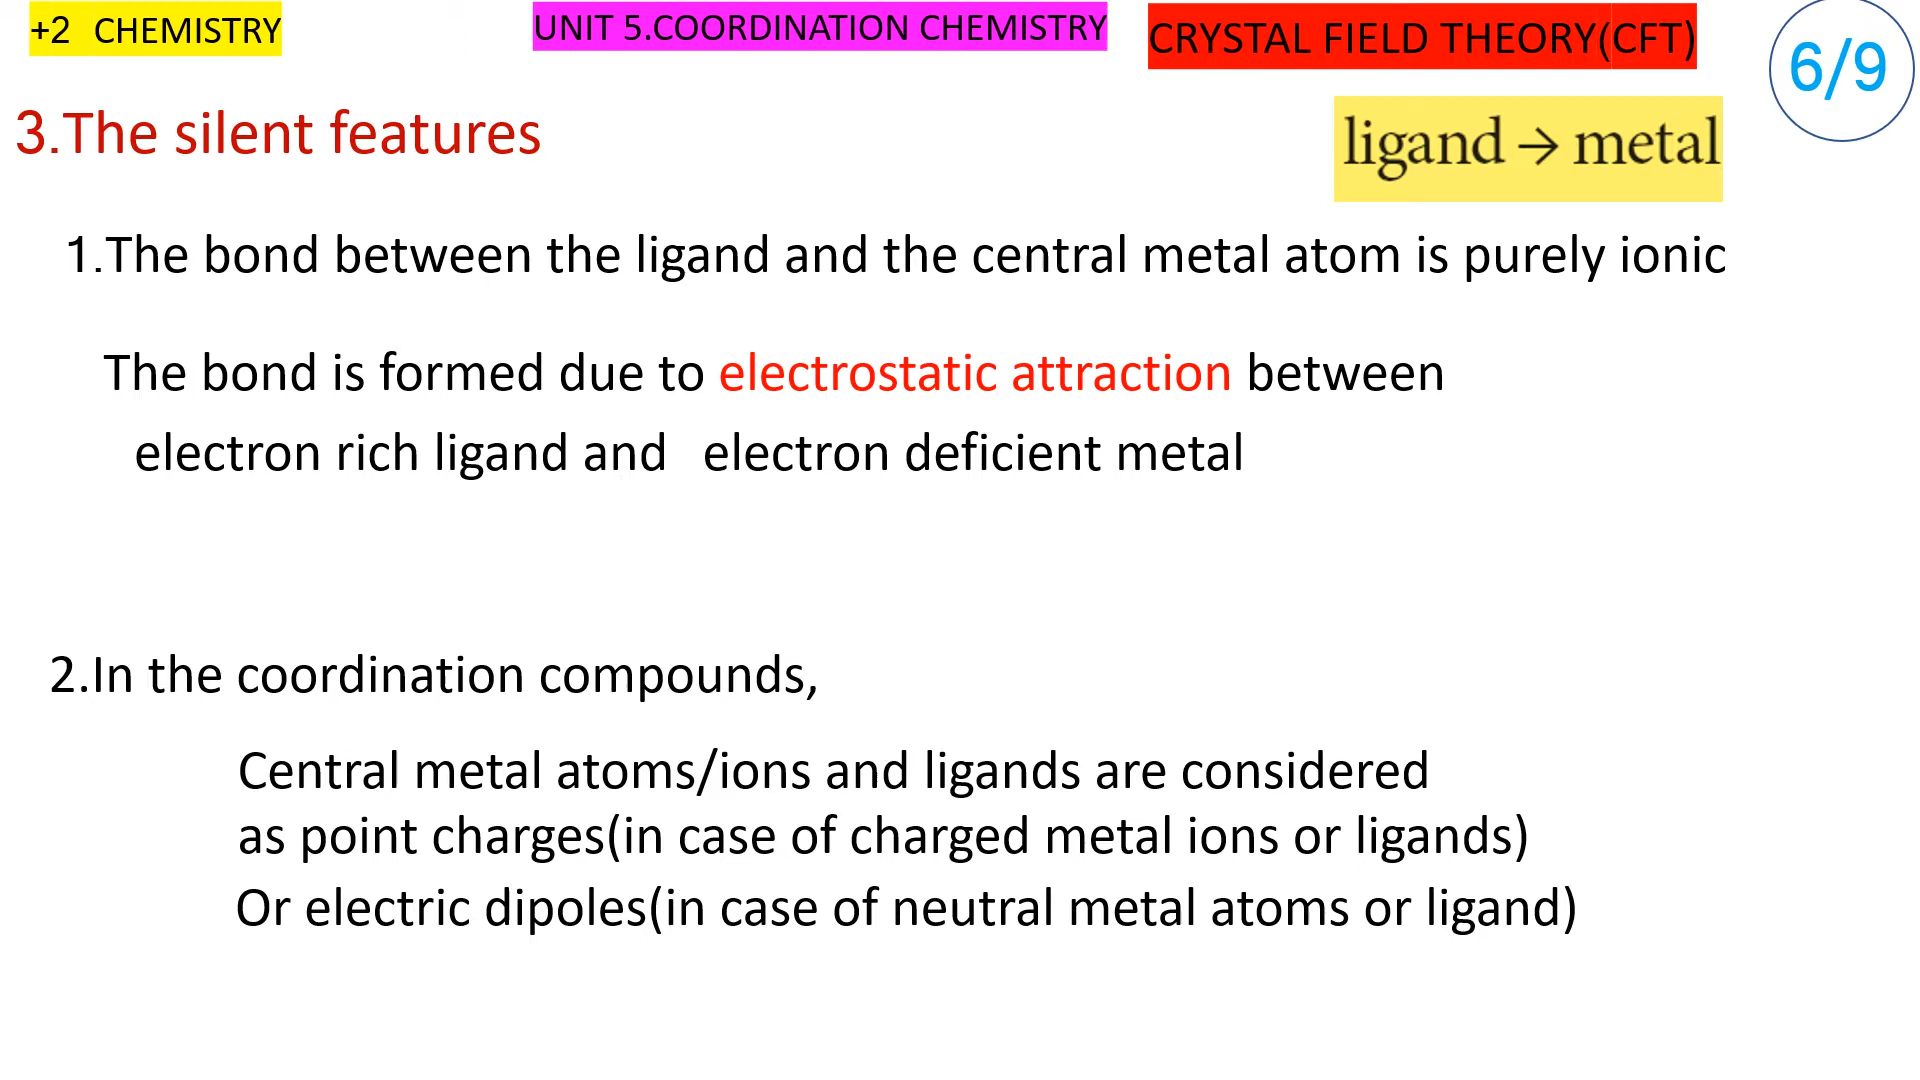 +2 CHEMISTRY
UNIT 5.COORDINATION CHEMISTRY
CRYSTAL FIELD THEORY(CFT)
6/9
3.The silent features
ligand → metal
1.The bond between the ligand and the central metal atom is purely ionic
The bond is formed due to electrostatic attraction between
electron rich ligand and electron deficient metal
2.In the coordination compounds,
Central metal atoms/ions and ligands are considered
as point charges(in case of charged metal ions or ligands)
Or electric dipoles(in case of neutral metal atoms or ligand)